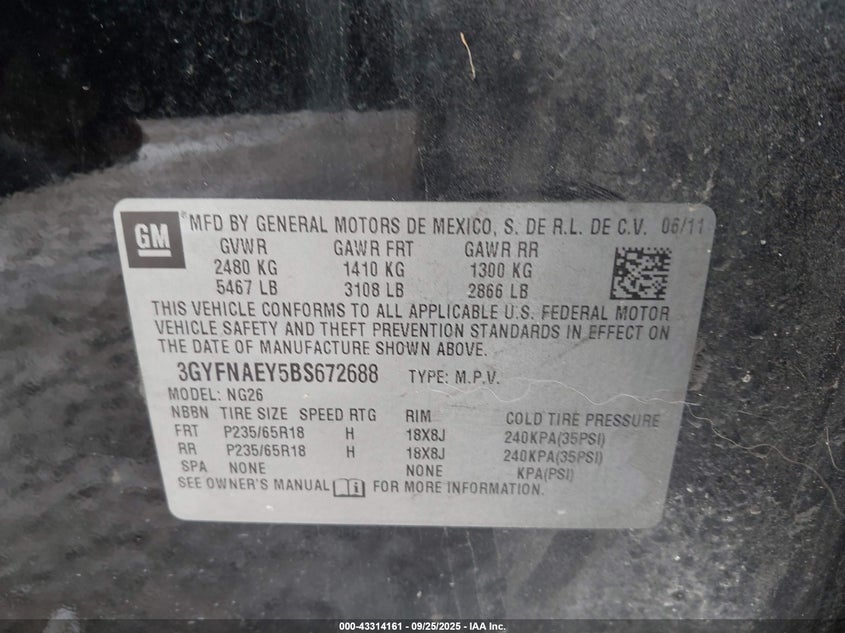 GM ® MFD BY GENERAL MOTORS DE MEXICO, S. DE R.L. DE C.V. 06/11
GVWR GAWR FRT GAWR RR
2480 KG 1410 KG 1300 KG
5467 LB 3108 LB 2866 LB
THIS VEHICLE CONFORMS TO ALL APPLICABLE U.S. FEDERAL MOTOR
VEHICLE SAFETY AND THEFT PREVENTION STANDARDS IN EFFECT ON
THE DATE OF MANUFACTURE SHOWN ABOVE.
3GYFNAEY5BS672688 TYPE: M.P.V.
MODEL: NG26
NBBN TIRE SIZE SPEED RTG RIM COLD TIRE PRESSURE
FRT P235/65R18 H 18X8J 240KPA(35PSI)
RR P235/65R18 H 18X8J 240KPA(35PSI)
SPA NONE NONE KPA(PSI)
SEE OWNER'S MANUAL FOR MORE INFORMATION.
000-43314161 - 09/25/2025 - IAA Inc.